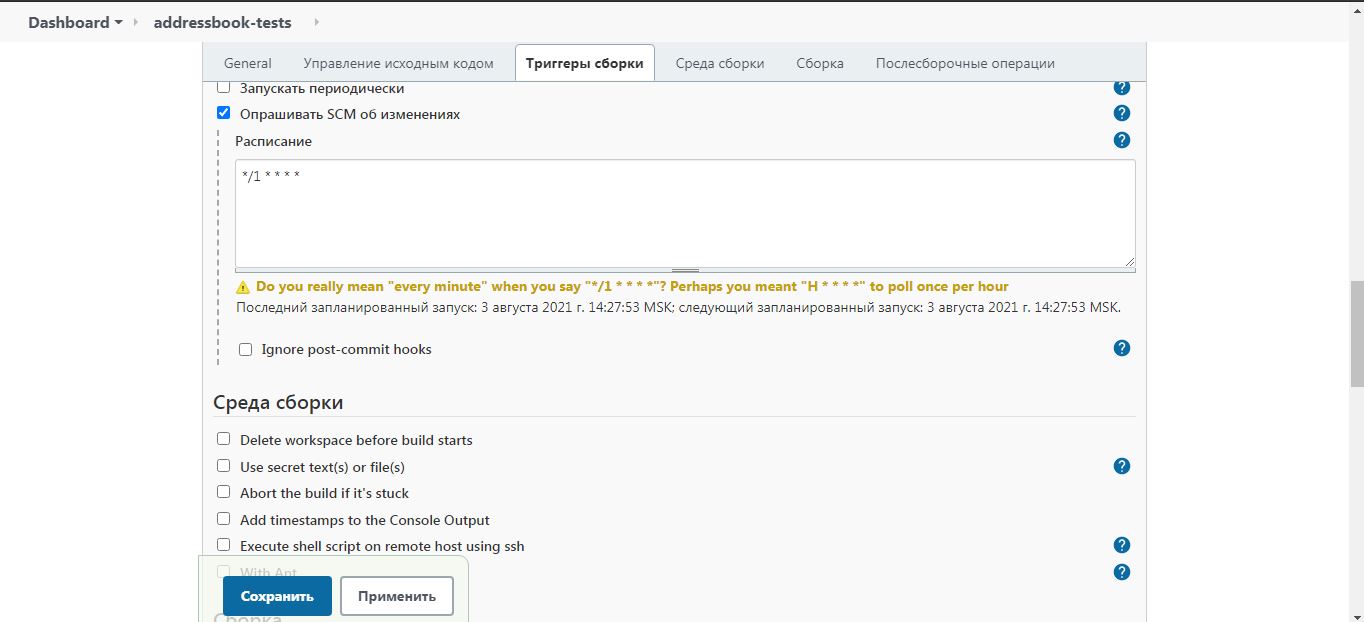 Dashboard addressbook-tests
General Управление исходным кодом Триггеры сборки Среда сборки Сборка Послесборочные операции
Запускать периодически
Опрашивать SCM об изменениях
Расписание
*/1 * * * *
Do you really mean "every minute" when you say "*/1 * * * *"? Perhaps you meant "H * * * *" to poll once per hour
Последний запланированный запуск: 3 августа 2021 г. 14:27:53 MSK; следующий запланированный запуск: 3 августа 2021 г. 14:27:53 MSK.
Ignore post-commit hooks
Среда сборки
Delete workspace before build starts
Use secret text(s) or file(s)
Abort the build if it's stuck
Add timestamps to the Console Output
Execute shell script on remote host using ssh
With Ant
Сохранить Применить
Сборка